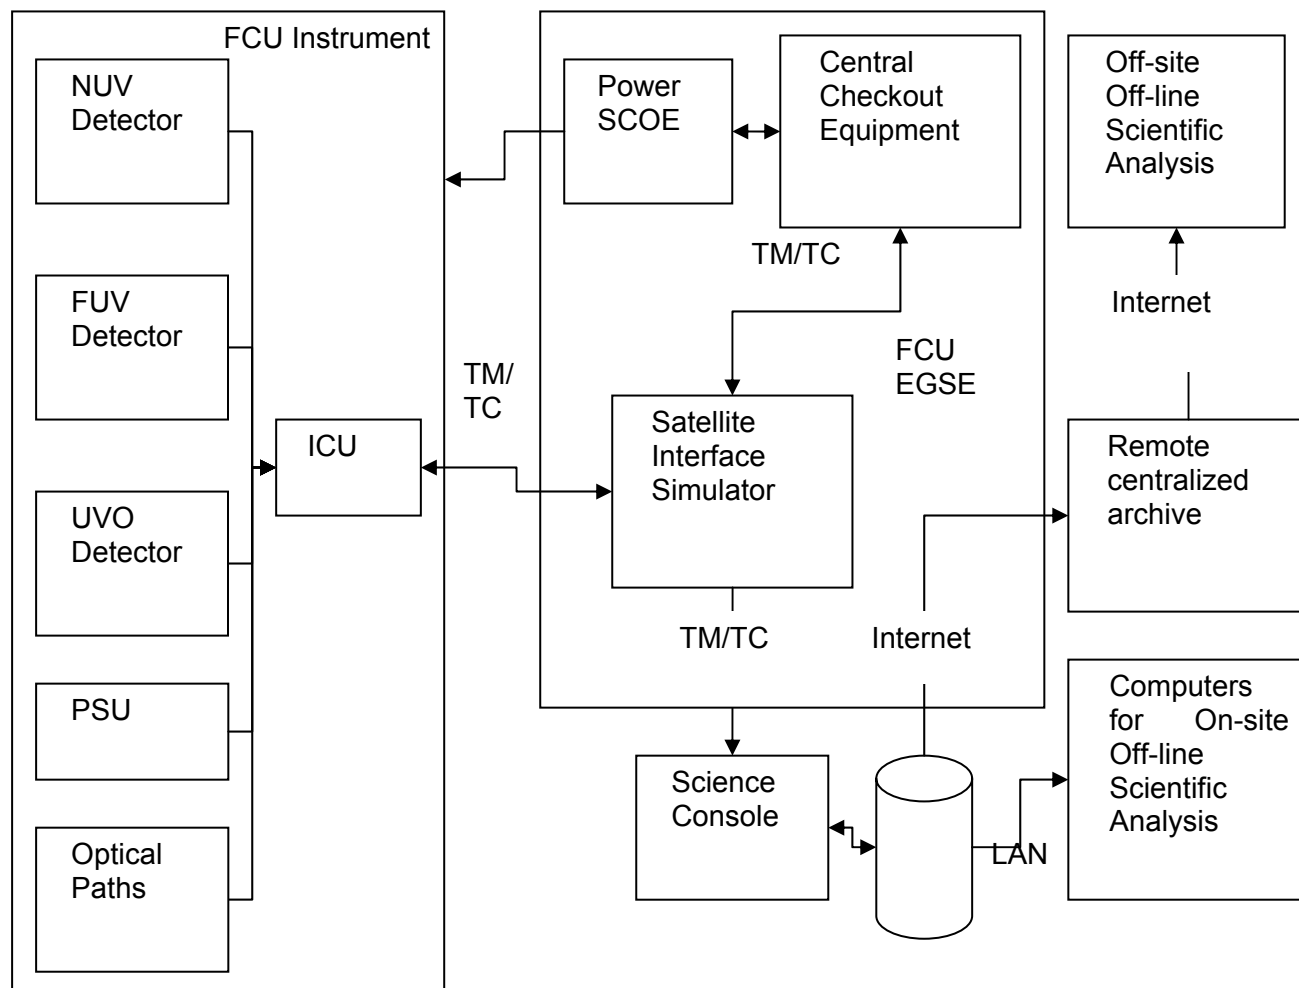 FCU Instrument
NUV
Detector
FUV
Detector
UVO
Detector
PSU
Optical
Paths
ICU
TM/
TC
Power
SCOE
Central
Checkout
Equipment
TM/TC
FCU
EGSE
Satellite
Interface
Simulator
TM/TC
Internet
Science
Console
LAN
Off-site
Off-line
Scientific
Analysis
Internet
Remote
centralized
archive
Computers
for On-site
Off-line
Scientific
Analysis